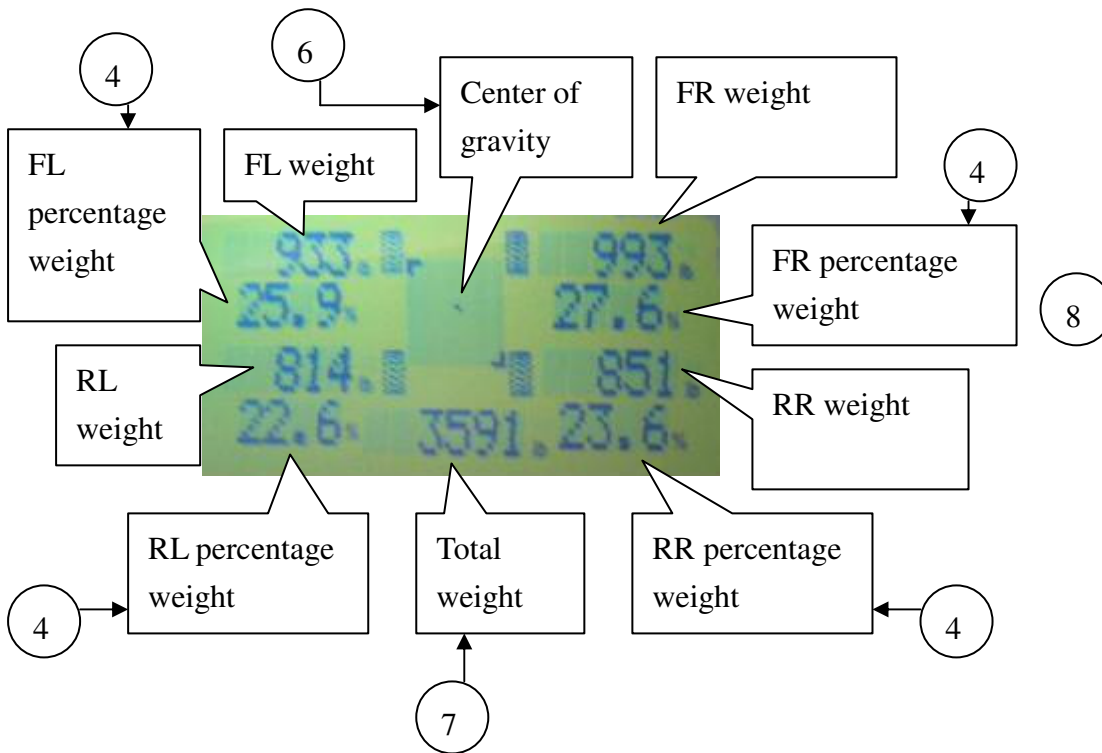 6
4
Center of
gravity
FR weight
FL
percentage
weight
FL weight
4
933
993
FR percentage
weight
8
25.9%
27.6%
RL
weight
814
851
RR weight
22.6%
3591
23.6%
RL percentage
weight
Total
weight
RR percentage
weight
4
4
7